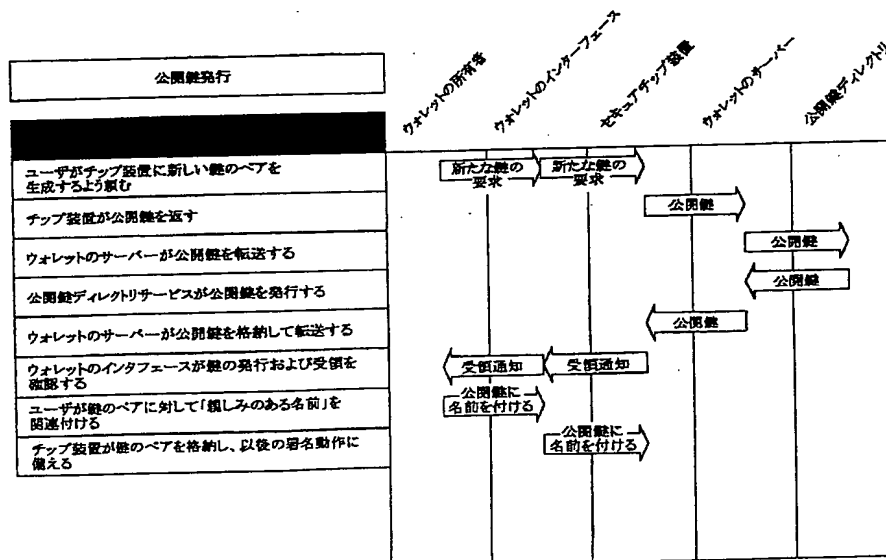 公開鍵発行
ウォレットの所有者
ウォレットのインターフェース
セキュアチップ装置
ウォレットのサーバー
公開鍵ディレクトリ
ユーザがチップ装置に新しい鍵のペアを
生成するよう頼む
新たな鍵の
要求
新たな鍵の
要求
チップ装置が公開鍵を返す
公開鍵
ウォレットのサーバーが公開鍵を転送する
公開鍵
公開鍵ディレクトリサービスが公開鍵を発行する
公開鍵
ウォレットのサーバーが公開鍵を格納して転送する
公開鍵
ウォレットのインタフェースが鍵の発行および受領を
確認する
受領通知
受領通知
ユーザが鍵のペアに対して「親しみのある名前」を
関連付ける
公開鍵に
名前を付ける
チップ装置が鍵のペアを格納し、以後の署名動作に
備える
公開鍵に
名前を付ける